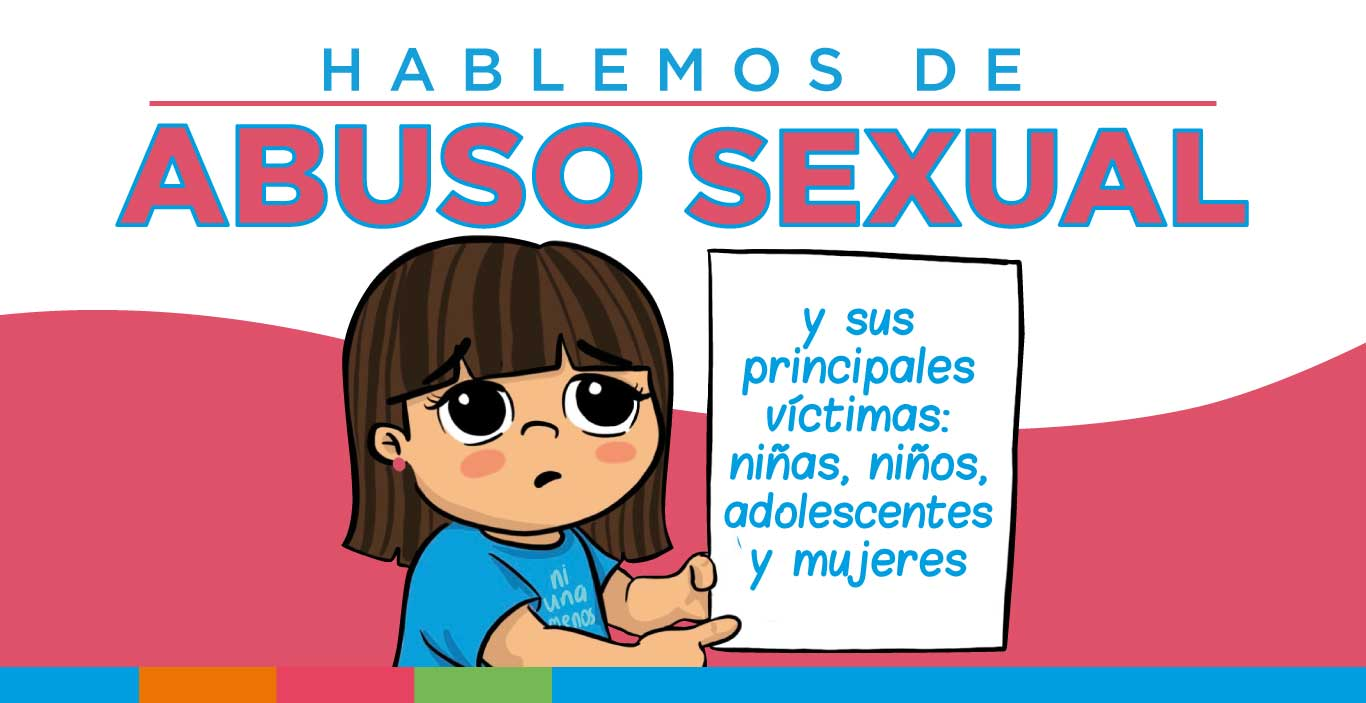 HABLEMOS DE
ABUSO SEXUAL
y sus
principales
víctimas:
niñas, niños,
adolescentes
y mujeres
ni
una
menos